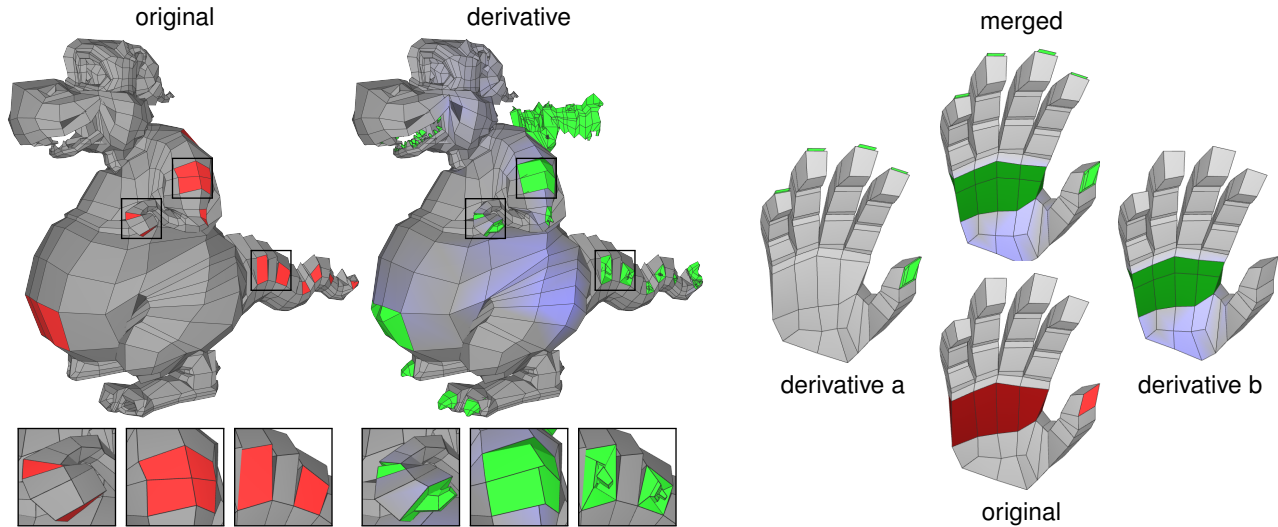 original
derivative
merged
derivative a
derivative b
original